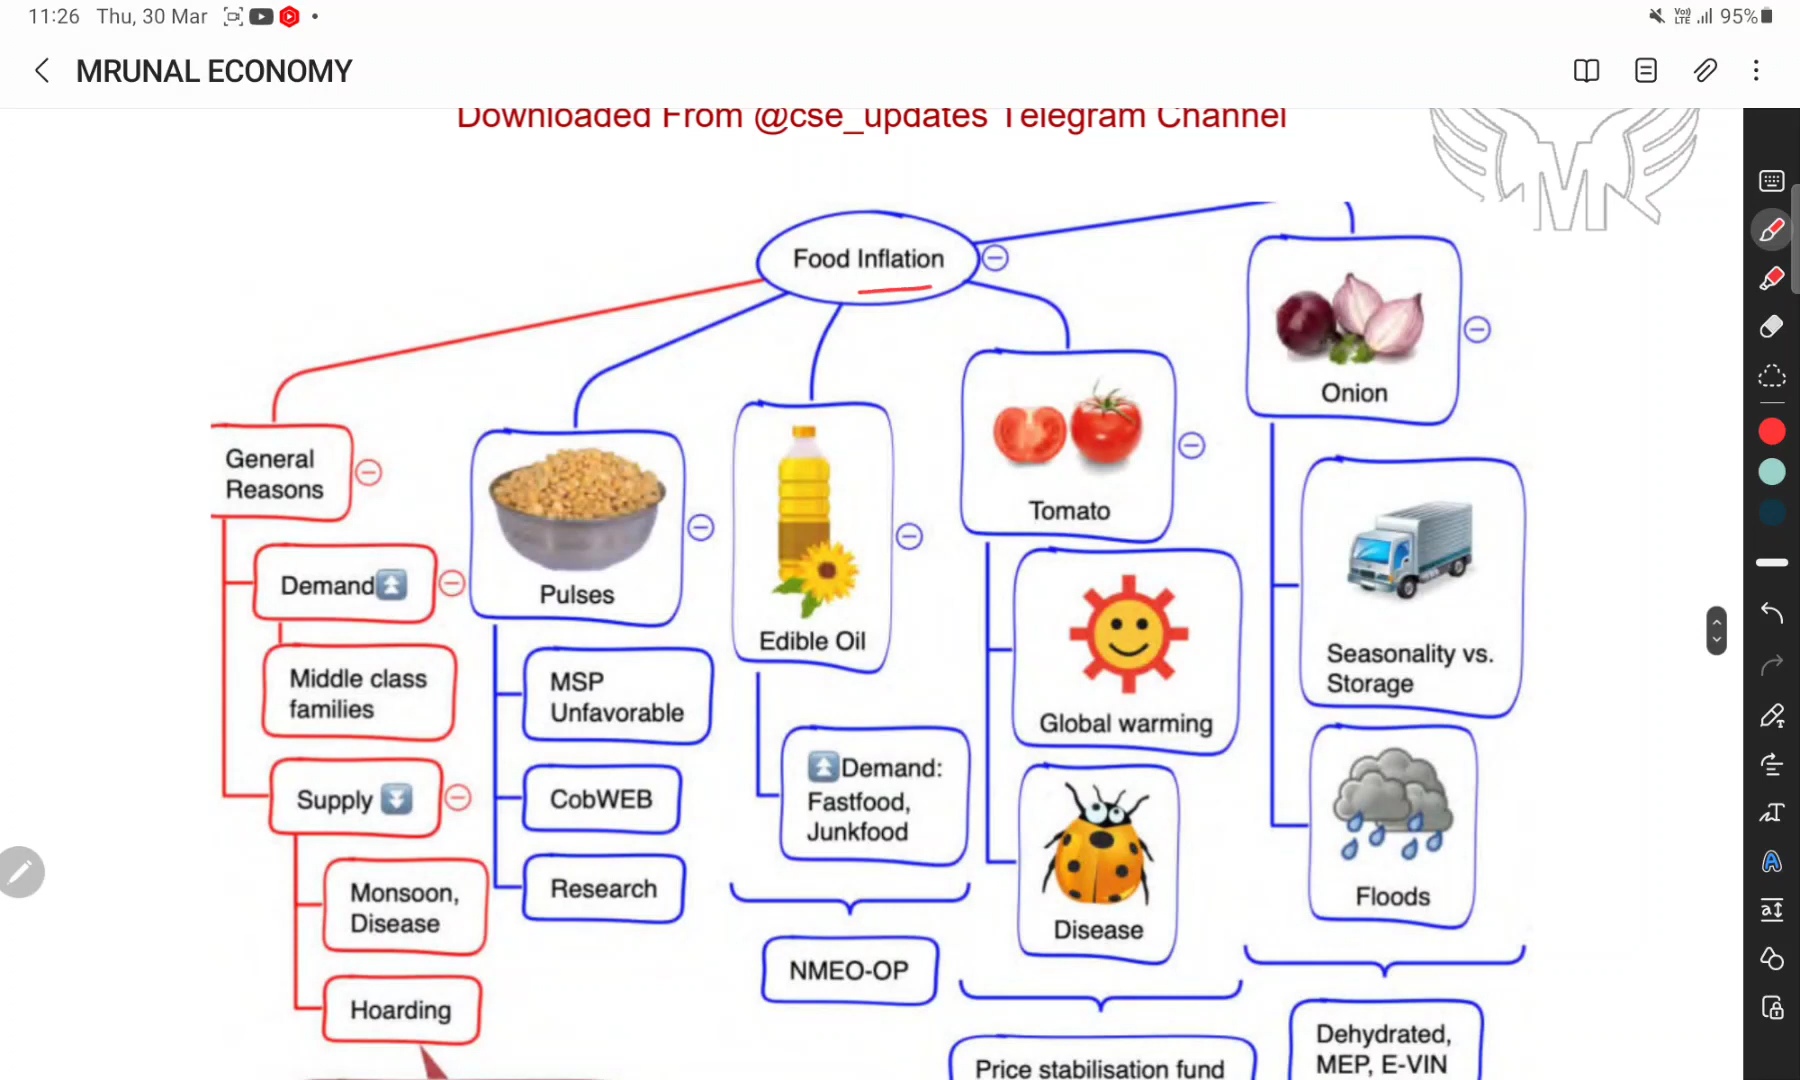 11:26 Thu, 30 Mar
Vo) LTE 95%
MRUNAL ECONOMY
Downloaded From @cse_updates Telegram Channel
Food Inflation
General
Reasons
Demand
Middle class
families
Supply
Monsoon,
Disease
Hoarding
Pulses
MSP
Unfavorable
CobWEB
Research
Edible Oil
Demand:
Fastfood,
Junkfood
NMEO-OP
Tomato
Global warming
Disease
Price stabilisation fund
Onion
Seasonality vs.
Storage
Floods
Dehydrated,
MEP, E-VIN